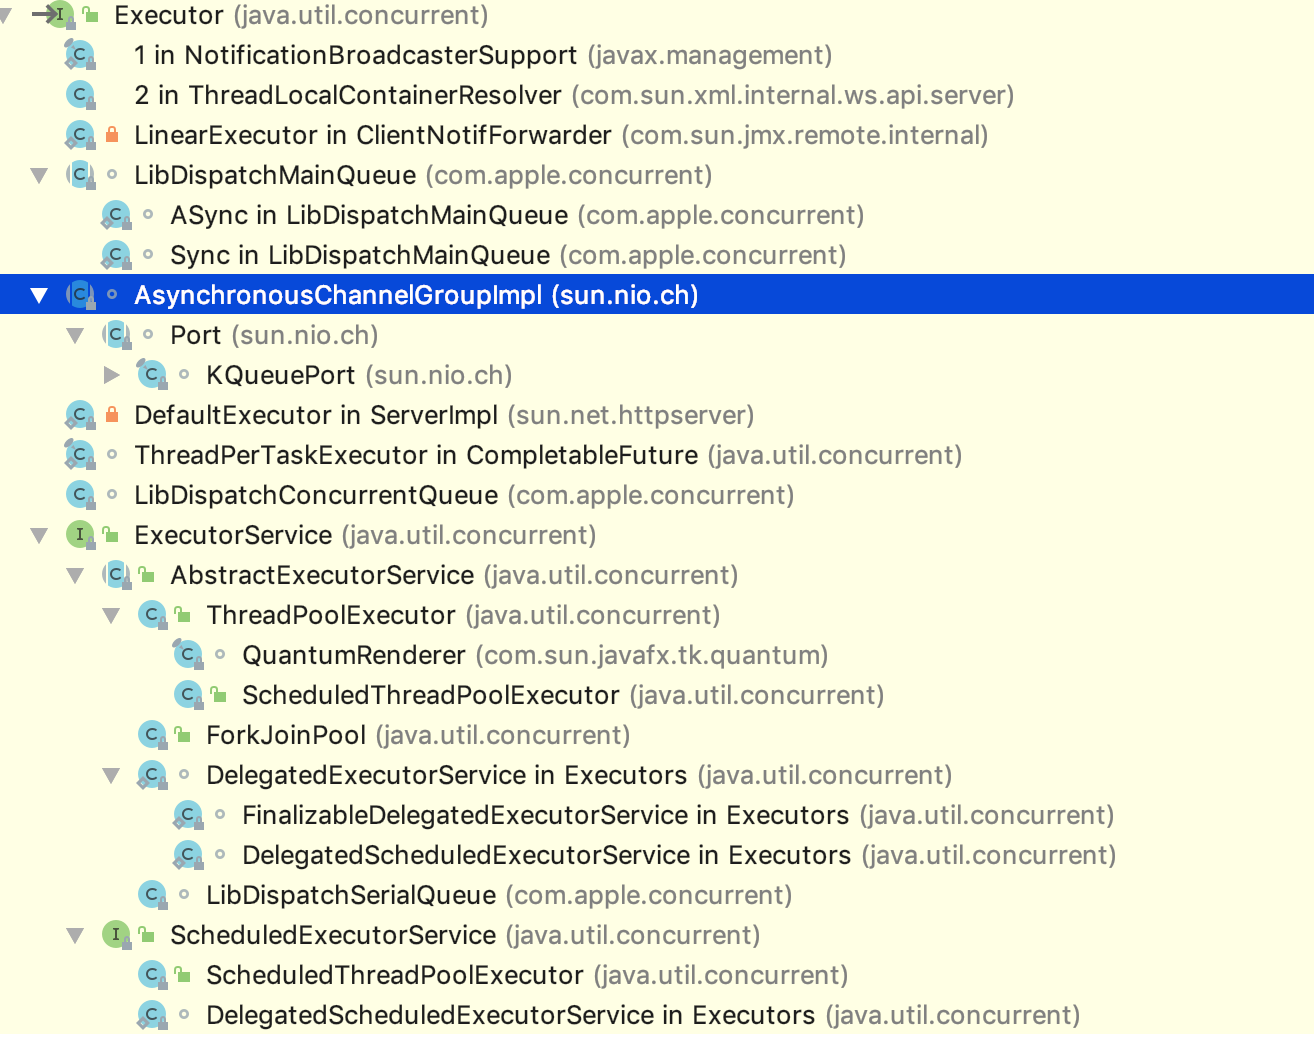 Executor (java.util.concurrent)
1 in NotificationBroadcasterSupport (javax.management)
2 in ThreadLocalContainerResolver (com.sun.xml.internal.ws.api.server)
LinearExecutor in ClientNotifForwarder (com.sun.jmx.remote.internal)
LibDispatchMainQueue (com.apple.concurrent)
ASync in LibDispatchMainQueue (com.apple.concurrent)
Sync in LibDispatchMainQueue (com.apple.concurrent)
AsynchronousChannelGroupImpl (sun.nio.ch)
Port (sun.nio.ch)
KQueuePort (sun.nio.ch)
DefaultExecutor in ServerImpl (sun.net.httpserver)
ThreadPerTaskExecutor in CompletableFuture (java.util.concurrent)
LibDispatchConcurrentQueue (com.apple.concurrent)
ExecutorService (java.util.concurrent)
AbstractExecutorService (java.util.concurrent)
ThreadPoolExecutor (java.util.concurrent)
QuantumRenderer (com.sun.javafx.tk.quantum)
ScheduledThreadPoolExecutor (java.util.concurrent)
ForkJoinPool (java.util.concurrent)
DelegatedExecutorService in Executors (java.util.concurrent)
FinalizableDelegatedExecutorService in Executors (java.util.concurrent)
DelegatedScheduledExecutorService in Executors (java.util.concurrent)
LibDispatchSerialQueue (com.apple.concurrent)
ScheduledExecutorService (java.util.concurrent)
ScheduledThreadPoolExecutor (java.util.concurrent)
DelegatedScheduledExecutorService in Executors (java.util.concurrent)